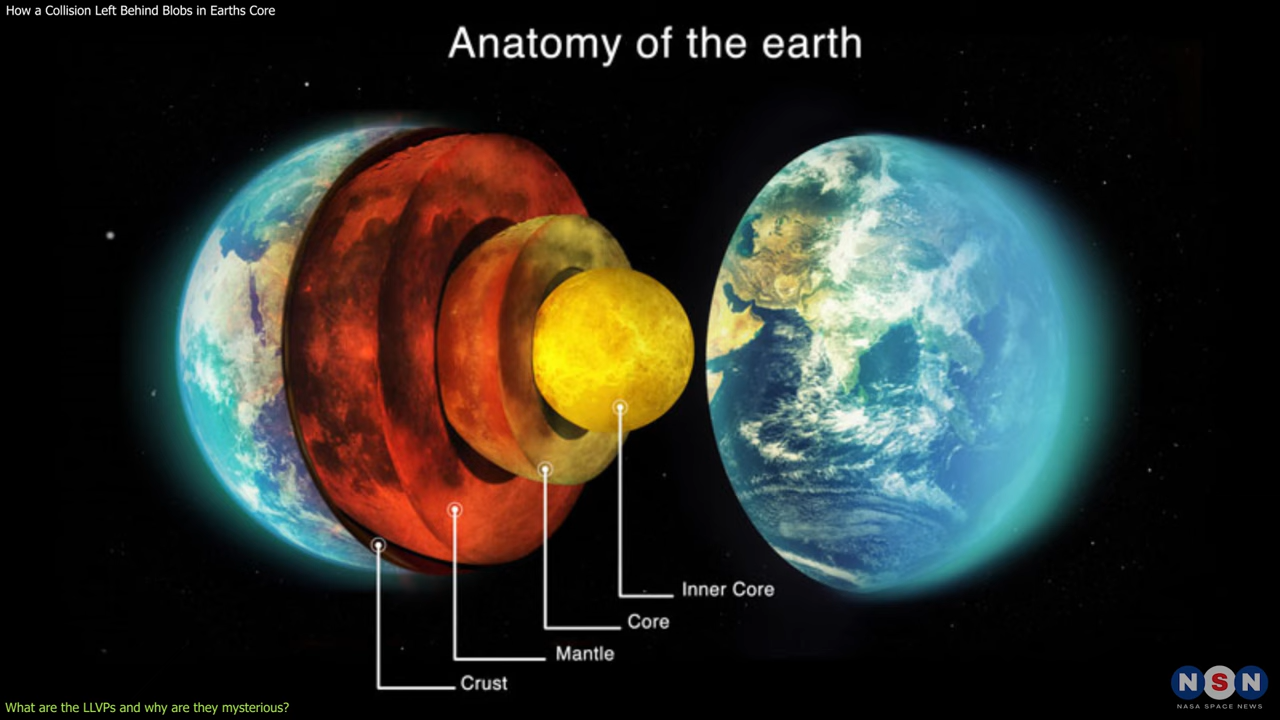 How a Collision Left Behind Blobs in Earths Core
Anatomy of the earth
Inner Core
Core
Mantle
Crust
NSN
NASA SPACE NEWS
What are the LLVPs and why are they mysterious?